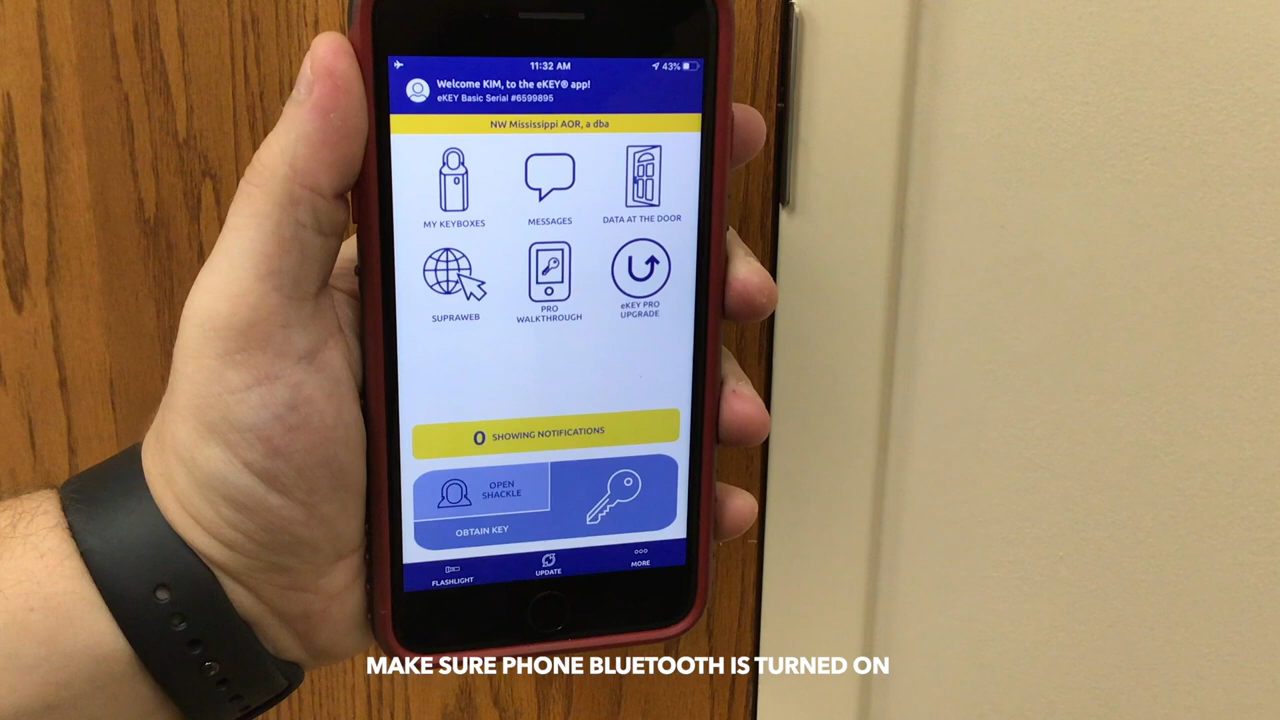 11:32 AM
43%
Welcome KIM, to the eKEY® app!
eKEY Basic Serial #6599895
NW Mississippi AOR, a dba
MY KEYBOXES
MESSAGES
DATA AT THE DOOR
SUPRAWEB
PRO
WALKTHROUGH
eKEY PRO
UPGRADE
0 SHOWING NOTIFICATIONS
OPEN
SHACKLE
OBTAIN KEY
FLASHLIGHT
UPDATE
MORE
MAKE SURE PHONE BLUETOOTH IS TURNED ON